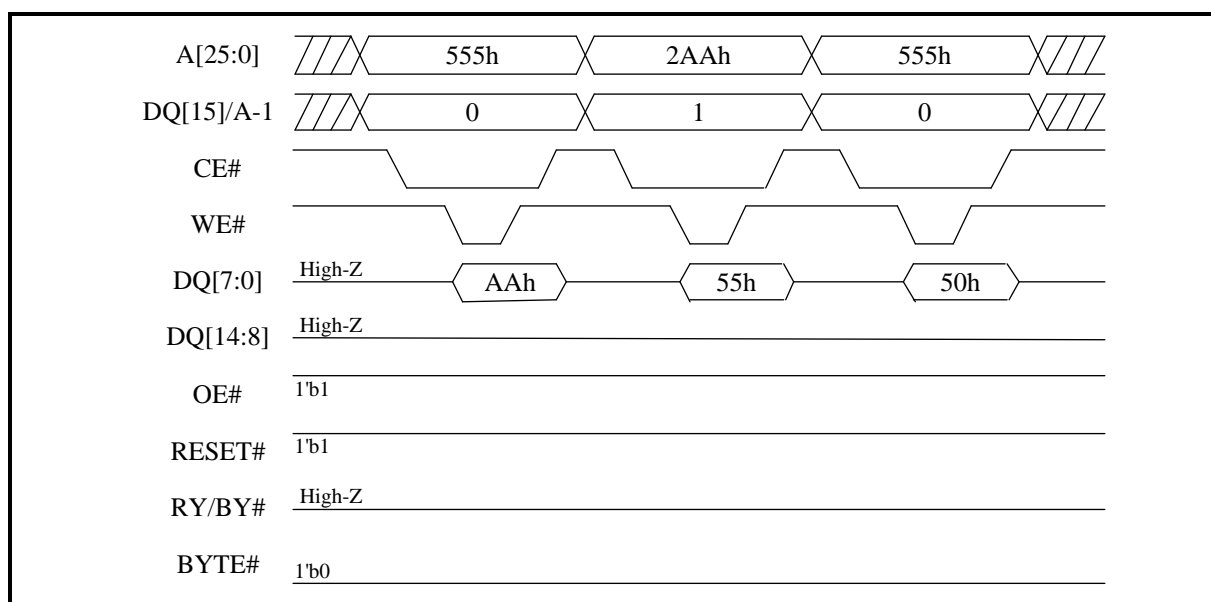 A[25:0] 555h 2AAh 555h
DQ[15]/A-1 0 1 0
CE#
WE#
DQ[7:0] High-Z AAh 55h 50h
DQ[14:8] High-Z
OE# 1'b1
RESET# 1'b1
RY/BY# High-Z
BYTE# 1'b0